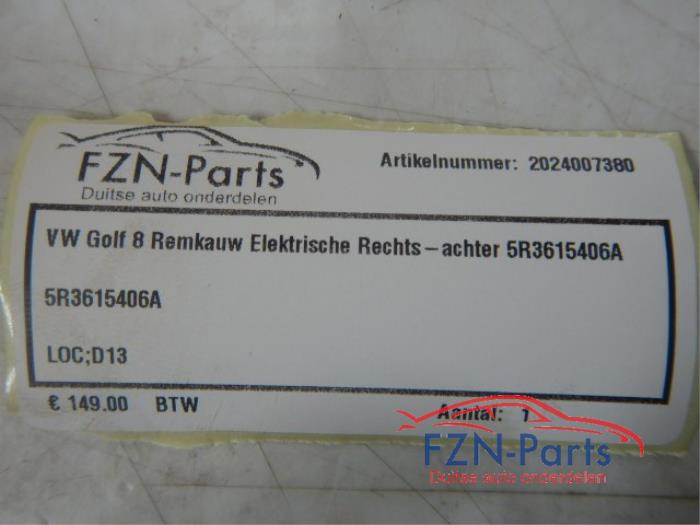 FZN-Parts
Duitse auto onderdelen
Artikelnummer: 2024007380
VW Golf 8 Remkauw Elektrische Rechts-achter 5R3615406A
5R3615406A
LOC;D13
€ 149.00 BTW
Aantal: 1
FZN-Parts
Duitse auto onderdelen